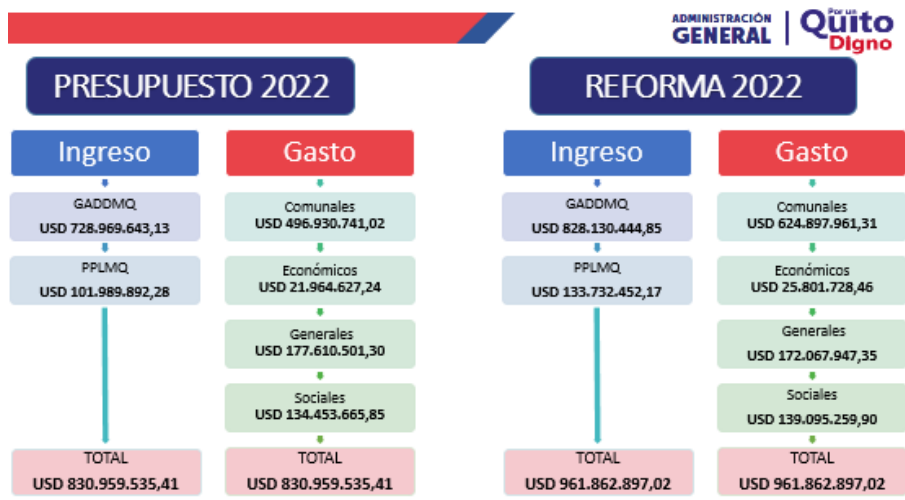 ADMINISTRACIÓN
GENERAL
Por un
Quito
Digno
PRESUPUESTO 2022
Ingreso
GADDMQ
USD 728.969.643,13
PPLMQ
USD 101.989.892,28
TOTAL
USD 830.959.535,41
Gasto
Comunales
USD 496.930.741,02
Económicos
USD 21.964.627,24
Generales
USD 177.610.501,30
Sociales
USD 134.453.665,85
TOTAL
USD 830.959.535,41
REFORMA 2022
Ingreso
GADDMQ
USD 828.130.444,85
PPLMQ
USD 133.732.452,17
TOTAL
USD 961.862.897,02
Gasto
Comunales
USD 624.897.961,31
Económicos
USD 25.801.728,46
Generales
USD 172.067.947,35
Sociales
USD 139.095.259,90
TOTAL
USD 961.862.897,02